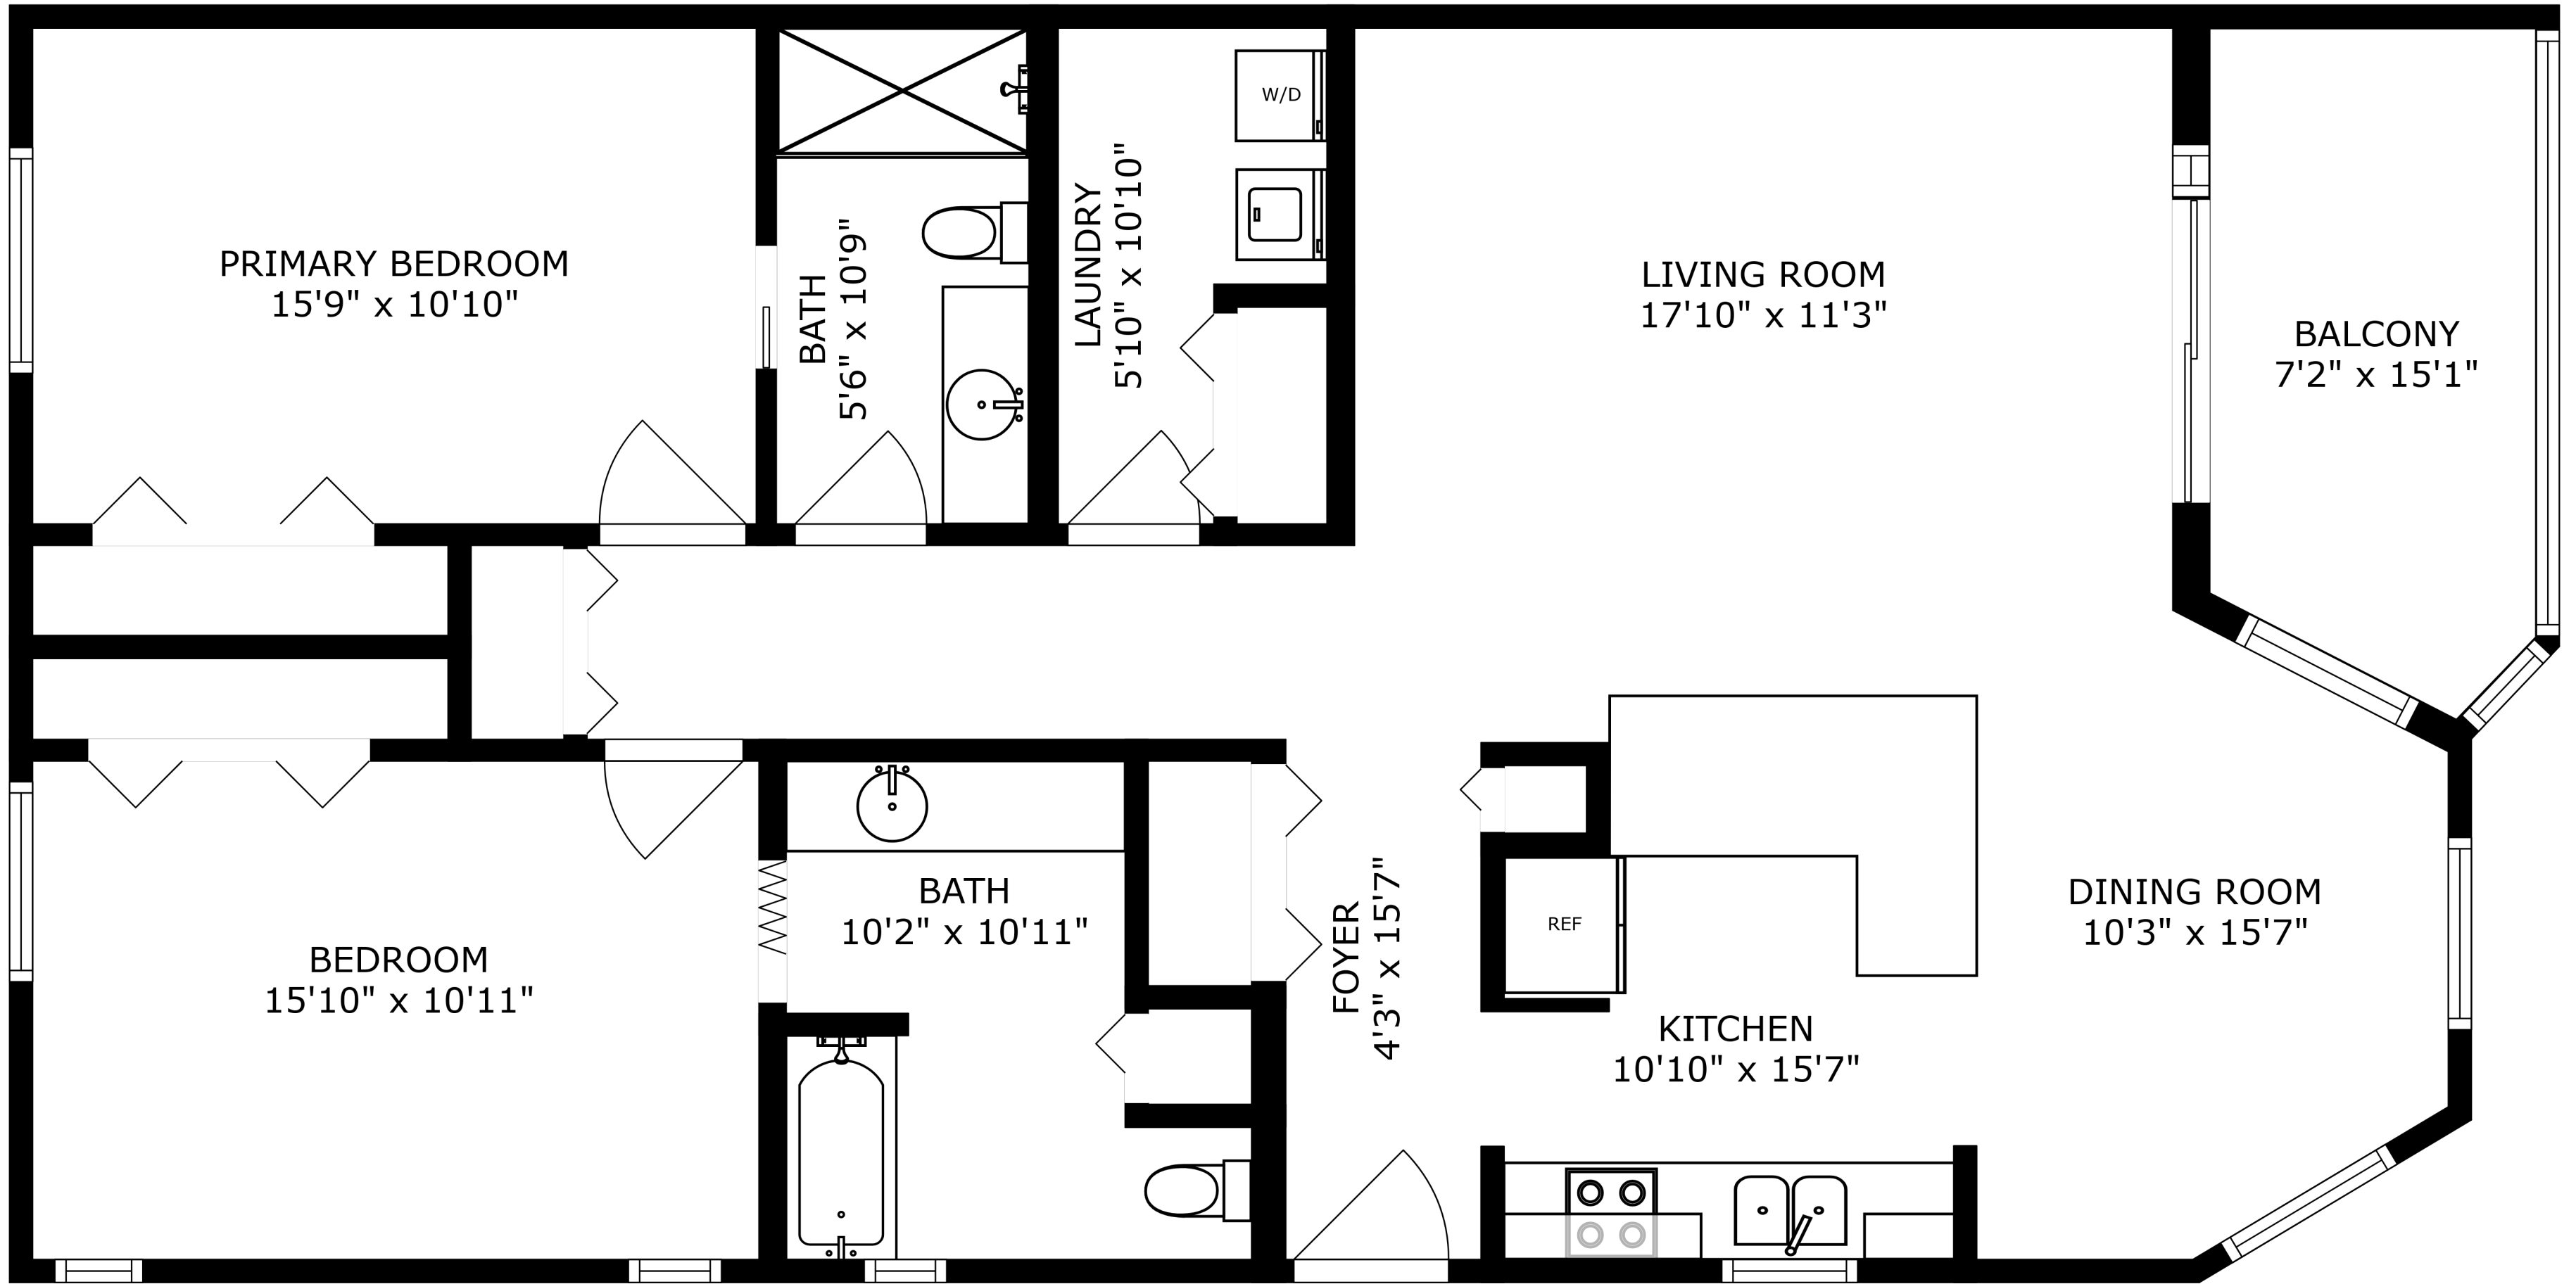 PRIMARY BEDROOM
15'9" x 10'10"
BATH
5'6" x 10'9"
LAUNDRY
5'10" x 10'10"
W/D
LIVING ROOM
17'10" x 11'3"
BALCONY
7'2" x 15'1"
BEDROOM
15'10" x 10'11"
BATH
10'2" x 10'11"
FOYER
4'3" x 15'7"
REF
KITCHEN
10'10" x 15'7"
DINING ROOM
10'3" x 15'7"